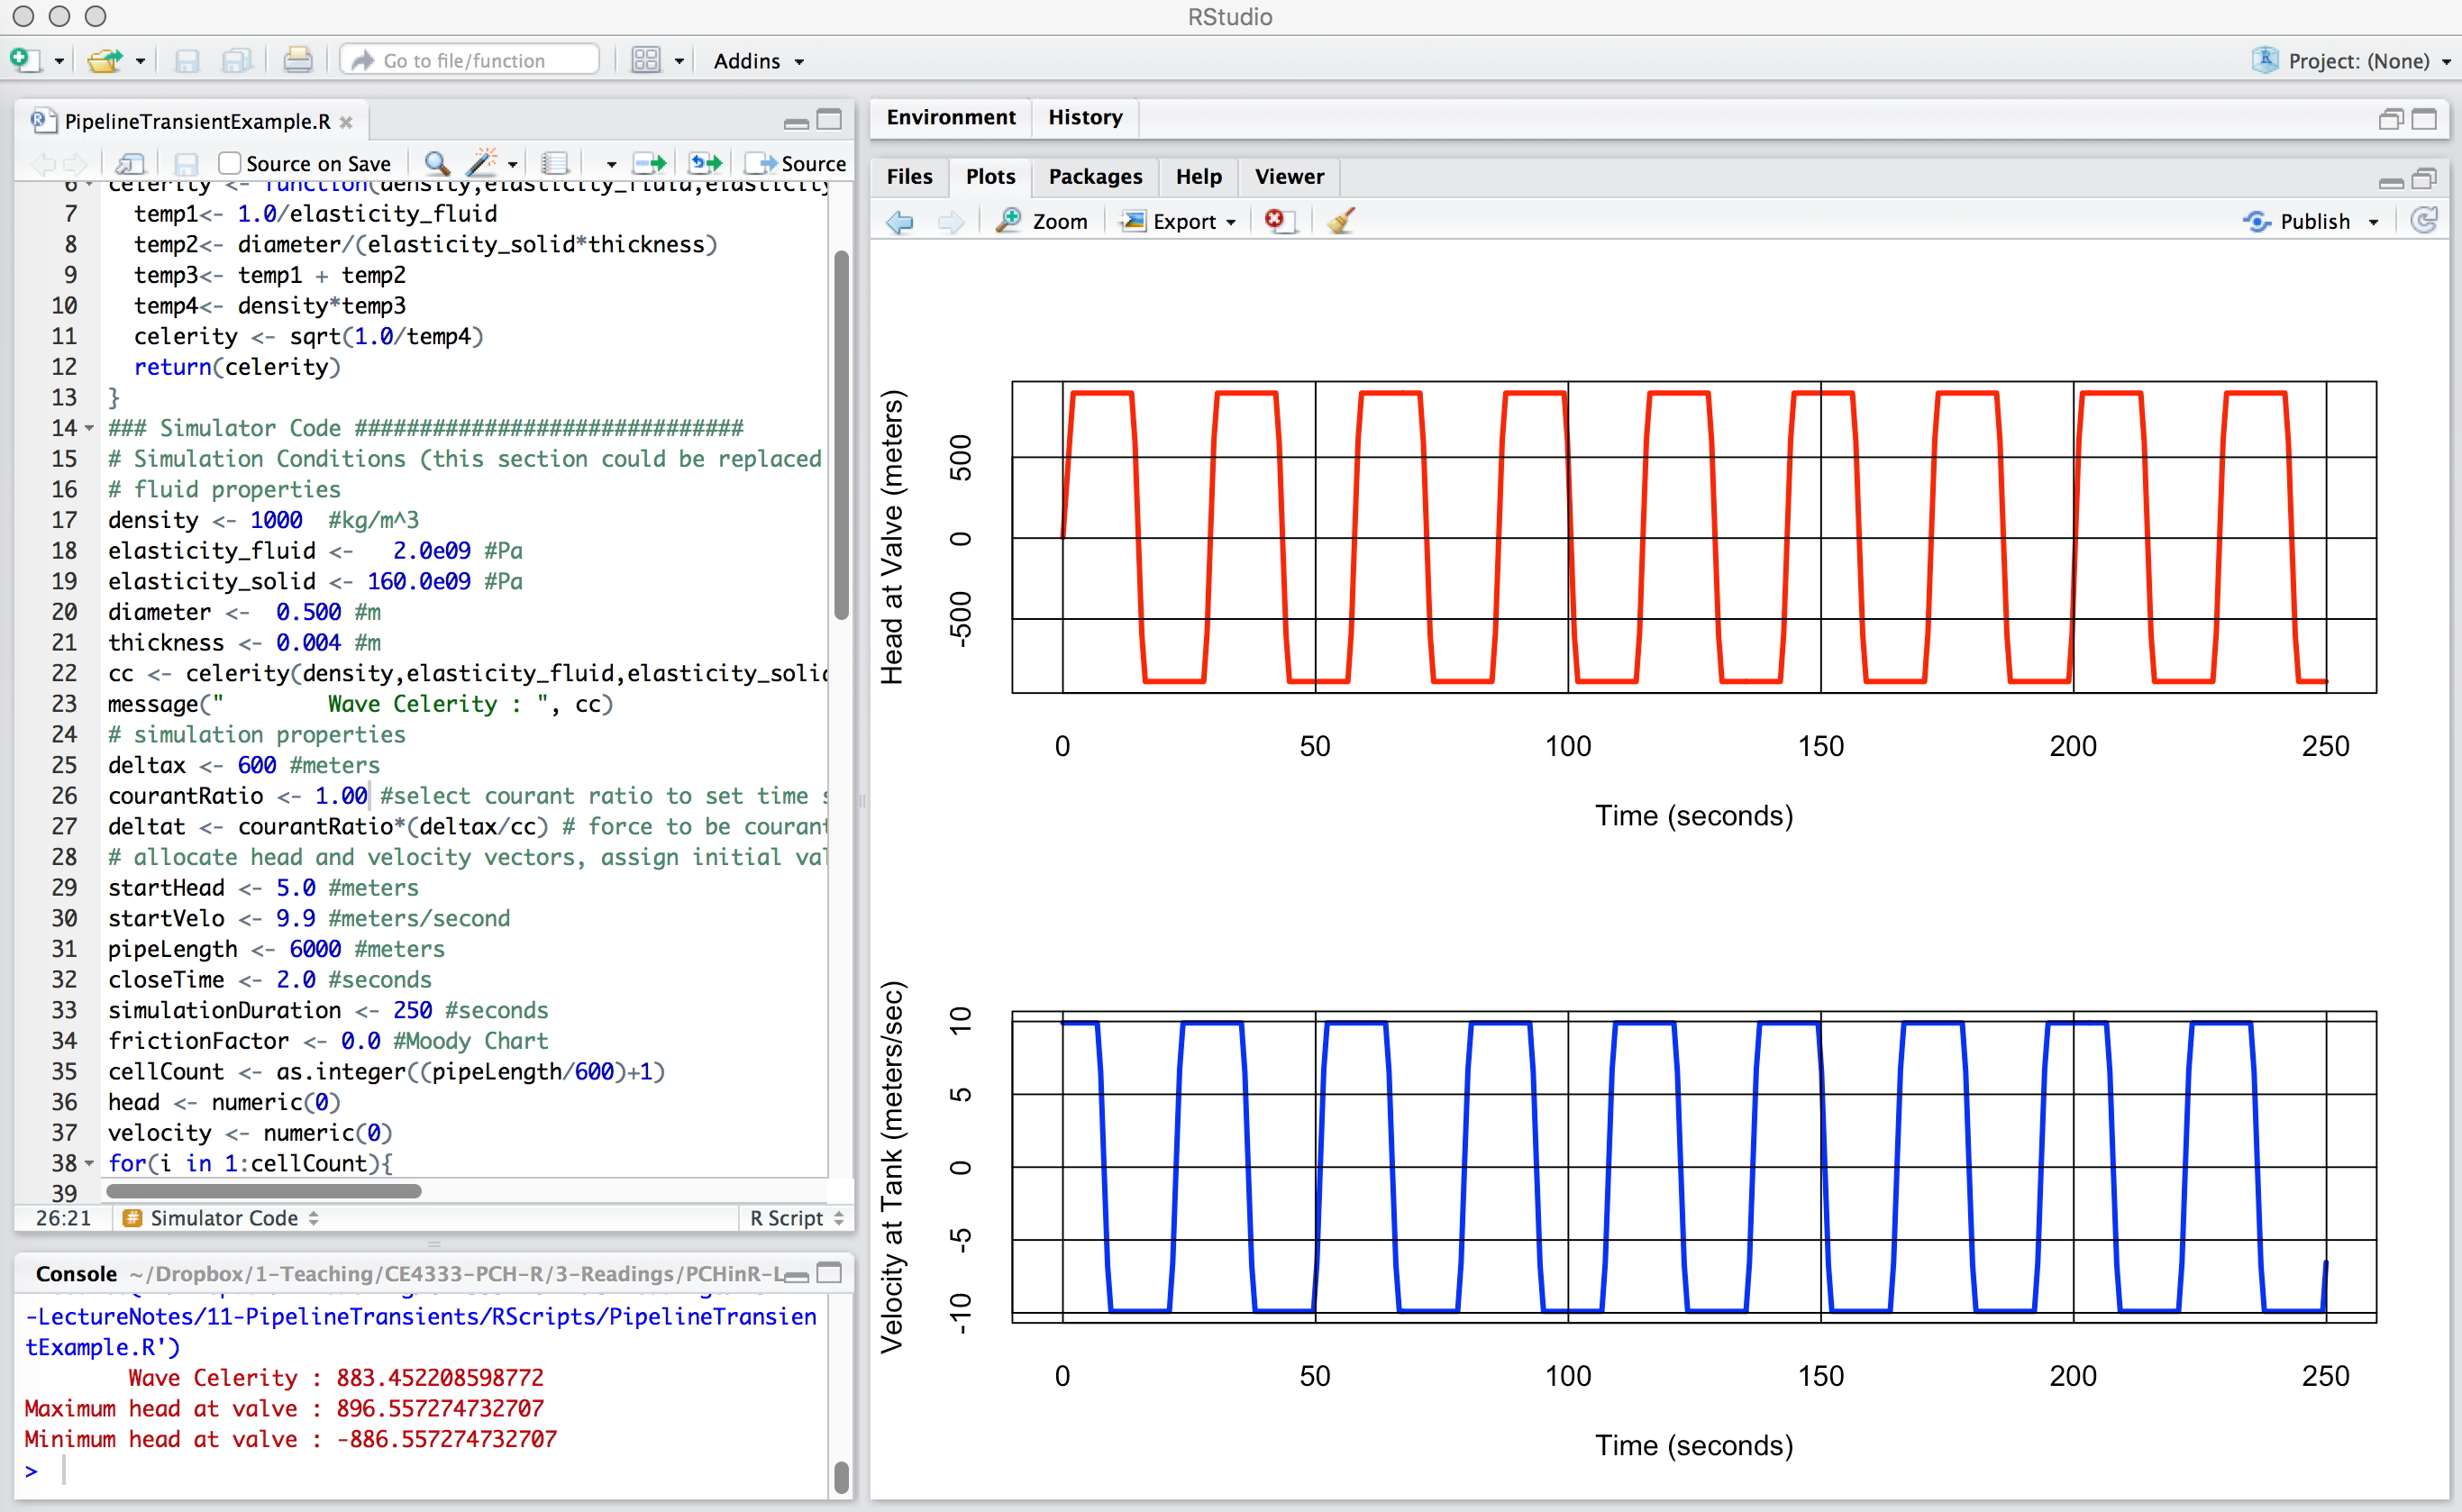 RStudio
Go to file/function
Addins
Project: (None)
PipelineTransientExample.R
Source on Save
Source
6 celerity <- function(density,elasticity_fluid,elasticity
7 temp1<- 1.0/elasticity_fluid
8 temp2<- diameter/(elasticity_solid*thickness)
9 temp3<- temp1 + temp2
10 temp4<- density*temp3
11 celerity <- sqrt(1.0/temp4)
12 return(celerity)
13 }
14 ### Simulator Code ##############################
15 # Simulation Conditions (this section could be replaced
16 # fluid properties
17 density <- 1000 #kg/m^3
18 elasticity_fluid <- 2.0e09 #Pa
19 elasticity_solid <- 160.0e09 #Pa
20 diameter <- 0.500 #m
21 thickness <- 0.004 #m
22 cc <- celerity(density,elasticity_fluid,elasticity_solid
23 message(" Wave Celerity : ", cc)
24 # simulation properties
25 deltax <- 600 #meters
26 courantRatio <- 1.00 #select courant ratio to set time s
27 deltat <- courantRatio*(deltax/cc) # force to be courant
28 # allocate head and velocity vectors, assign initial val
29 startHead <- 5.0 #meters
30 startVelo <- 9.9 #meters/second
31 pipeLength <- 6000 #meters
32 closeTime <- 2.0 #seconds
33 simulationDuration <- 250 #seconds
34 frictionFactor <- 0.0 #Moody Chart
35 cellCount <- as.integer((pipeLength/600)+1)
36 head <- numeric(0)
37 velocity <- numeric(0)
38 for(i in 1:cellCount){
39
26:21 # Simulator Code R Script
Console ~/Dropbox/1-Teaching/CE4333-PCH-R/3-Readings/PCHinR-L
-LectureNotes/11-PipelineTransients/RScripts/PipelineTransien
tExample.R')
Wave Celerity : 883.452208598772
Maximum head at valve : 896.557274732707
Minimum head at valve : -886.557274732707
>
Environment History
Files Plots Packages Help Viewer
Zoom Export Publish
Head at Valve (meters)
500
0
-500
0 50 100 150 200 250
Time (seconds)
Velocity at Tank (meters/sec)
10
5
0
-5
-10
0 50 100 150 200 250
Time (seconds)